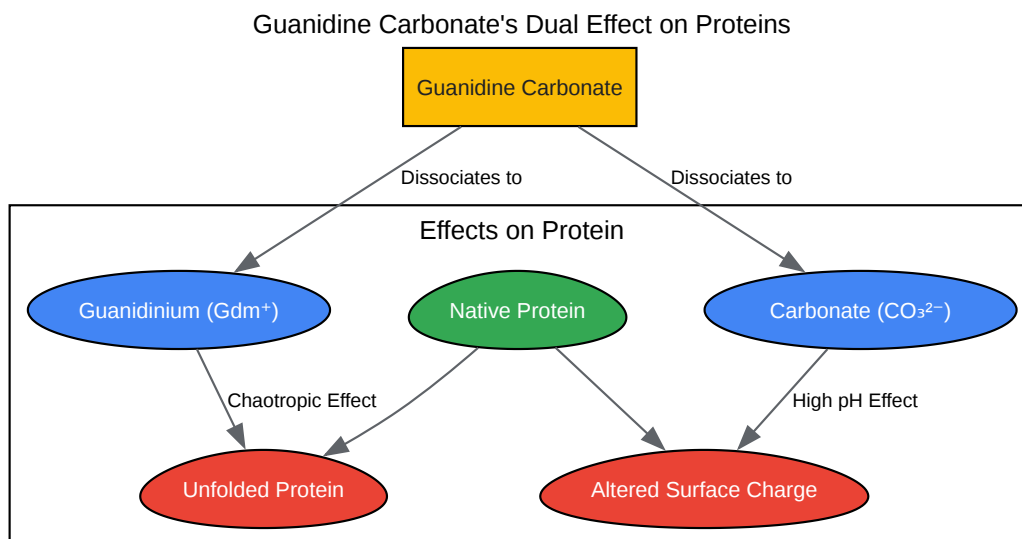 Guanidine Carbonate's Dual Effect on Proteins
Guanidine Carbonate
Dissociates to
Dissociates to
Effects on Protein
Guanidinium (Gdm⁺)
Native Protein
Carbonate (CO₃²⁻)
Chaotropic Effect
High pH Effect
Unfolded Protein
Altered Surface Charge